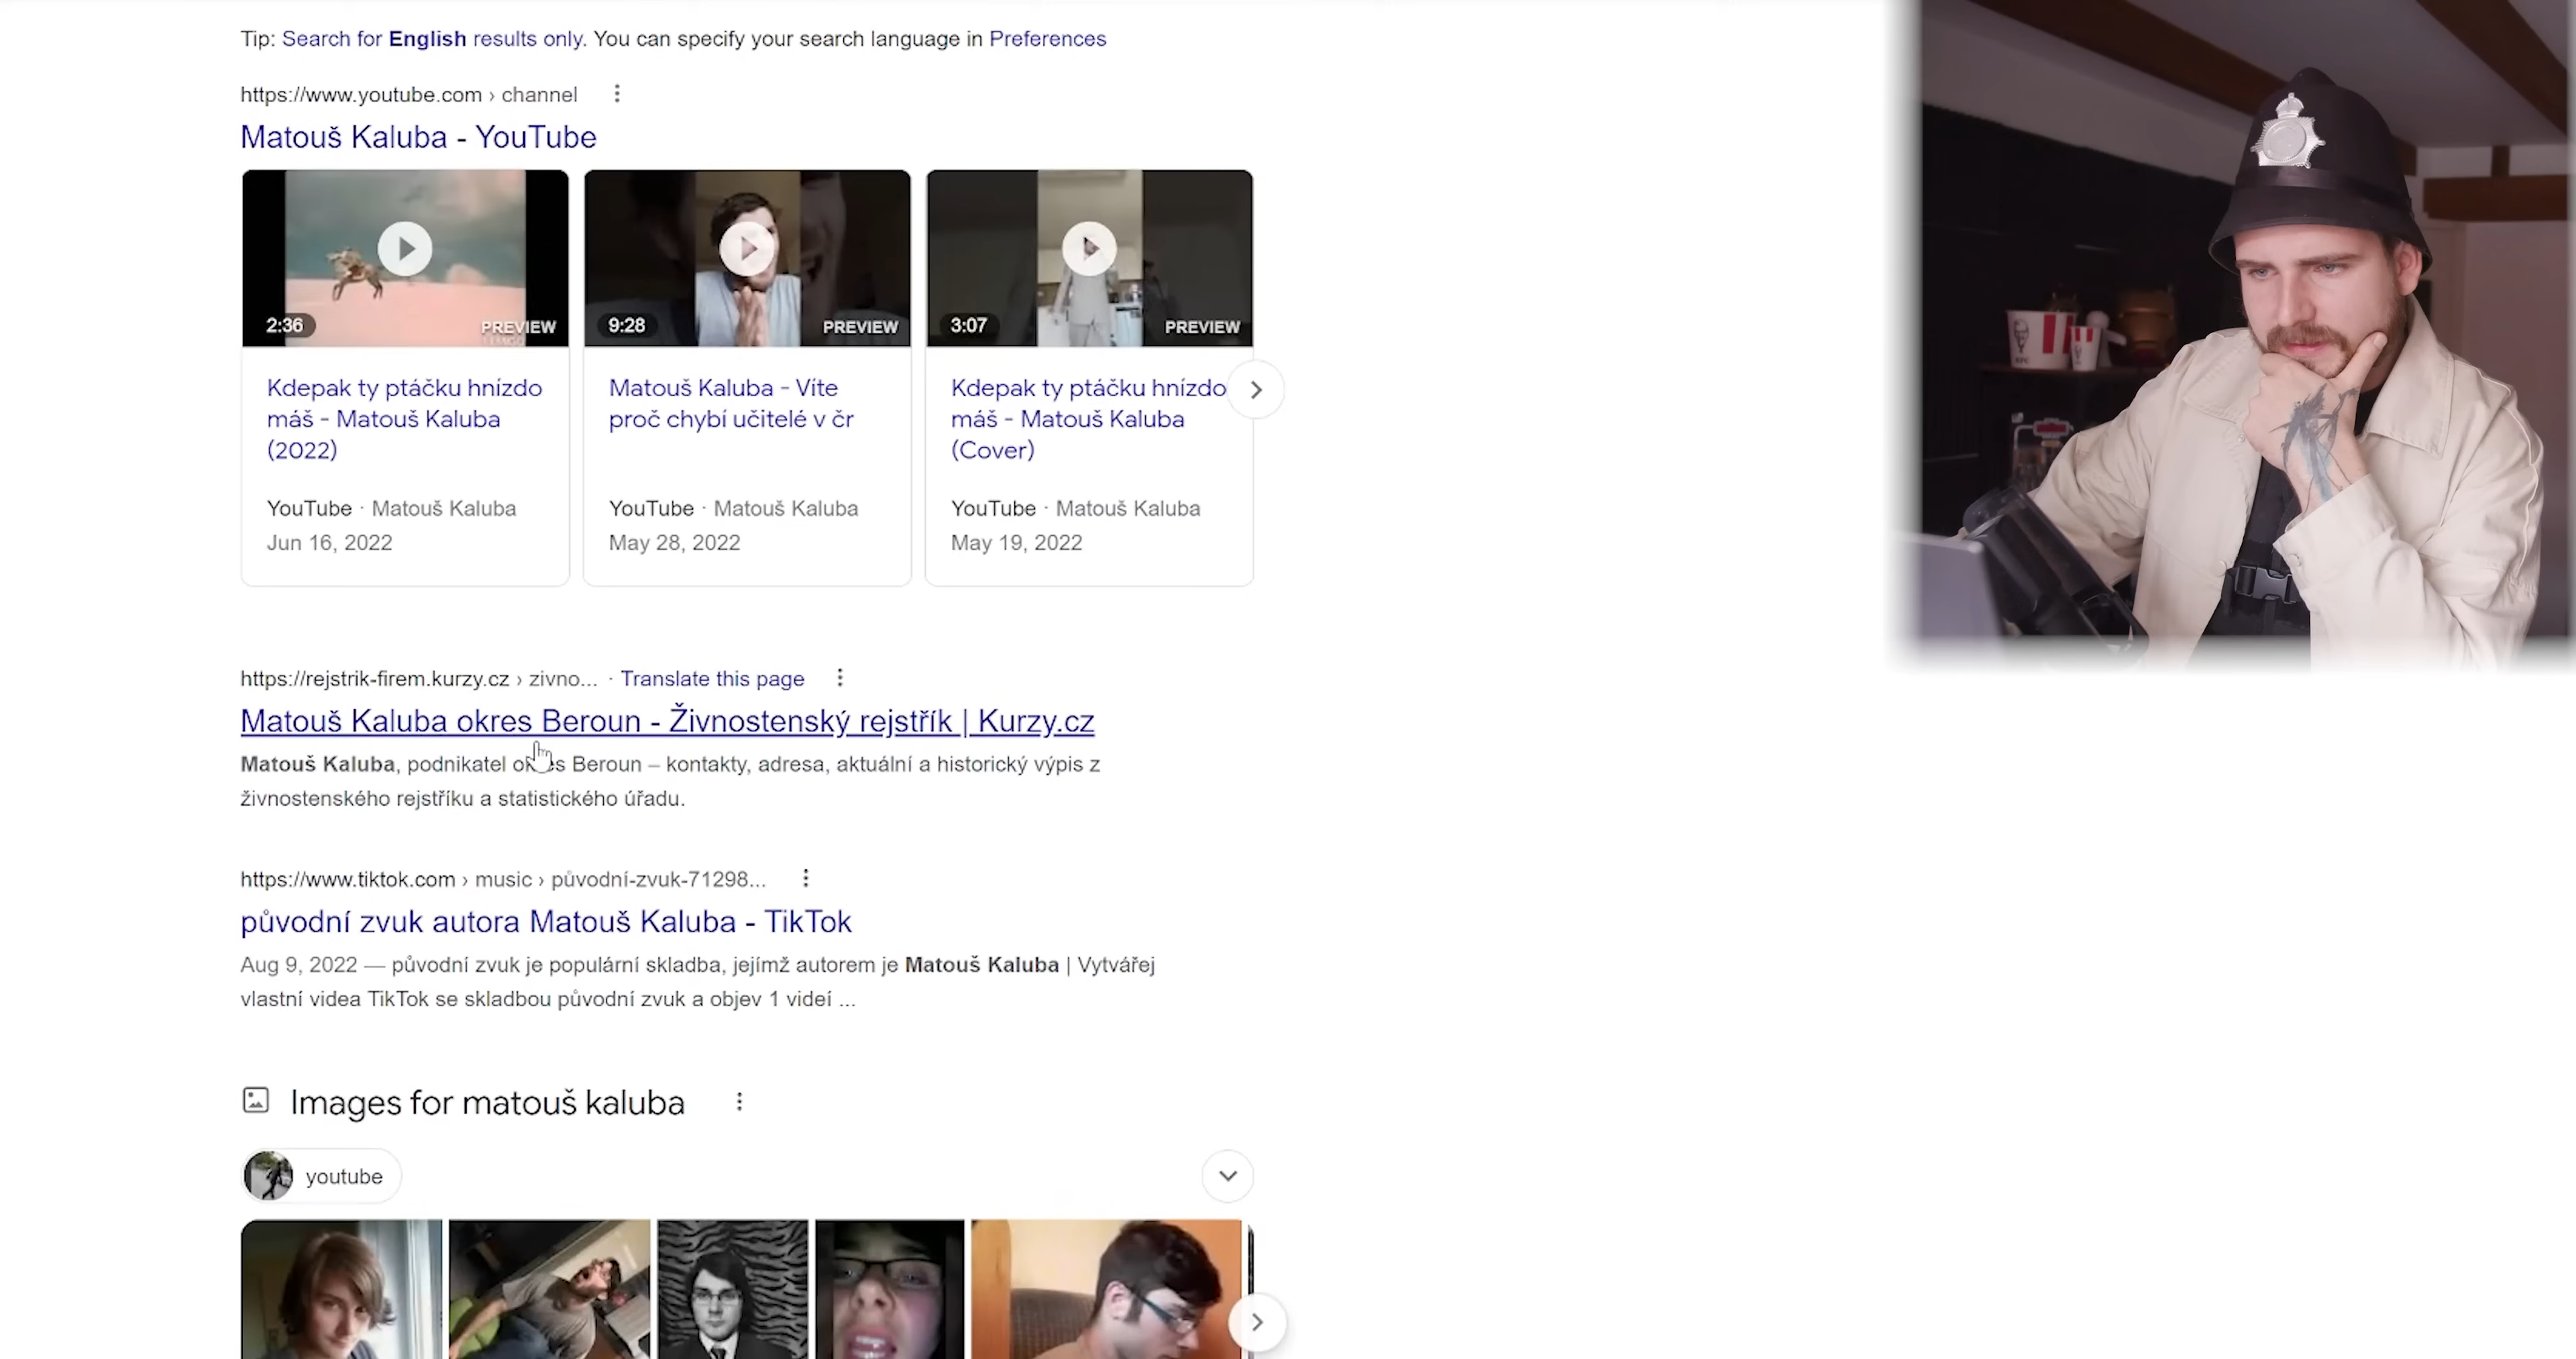 Tip: Search for English results only. You can specify your search language in Preferences
https://www.youtube.com › channel
Matouš Kaluba - YouTube
2:36
PREVIEW
9:28
PREVIEW
3:07
PREVIEW
Kdepak ty ptáčku hnízdo
máš - Matouš Kaluba
(2022)
YouTube · Matouš Kaluba
Jun 16, 2022
Matouš Kaluba - Víte
proč chybí učitelé v čr
YouTube · Matouš Kaluba
May 28, 2022
Kdepak ty ptáčku hnízdo
máš - Matouš Kaluba
(Cover)
YouTube · Matouš Kaluba
May 19, 2022
https://rejstrik-firem.kurzy.cz › zivno... · Translate this page
Matouš Kaluba okres Beroun - Živnostenský rejstřík | Kurzy.cz
Matouš Kaluba, podnikatel okres Beroun – kontakty, adresa, aktuální a historický výpis z
živnostenského rejstříku a statistického úřadu.
https://www.tiktok.com › music › původní-zvuk-71298...
původní zvuk autora Matouš Kaluba - TikTok
Aug 9, 2022 — původní zvuk je populární skladba, jejímž autorem je Matouš Kaluba | Vytvářej
vlastní videa TikTok se skladbou původní zvuk a objev 1 videí ...
Images for matouš kaluba
youtube
KFC